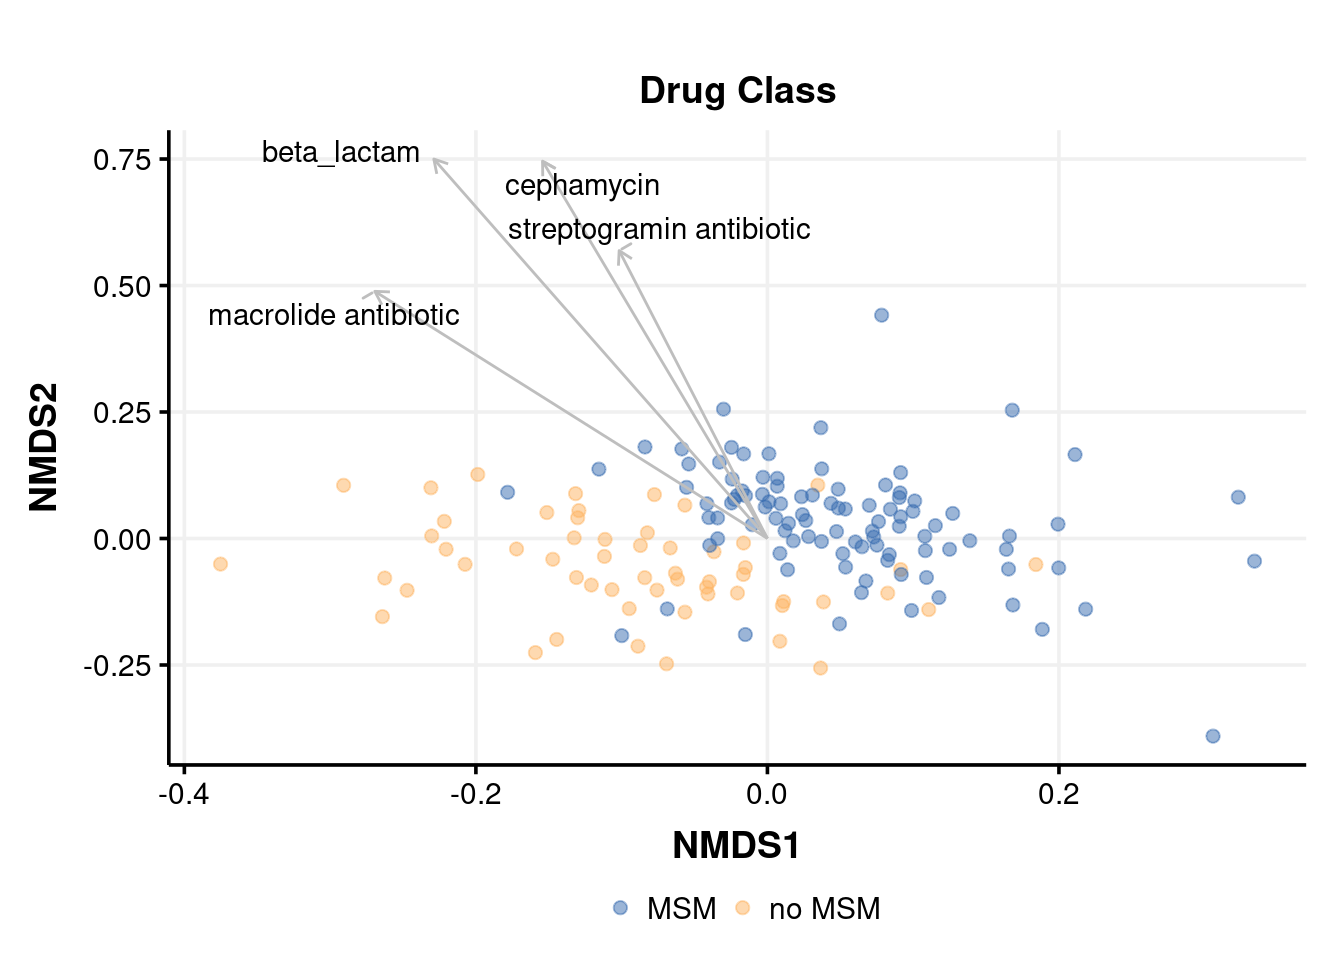 Drug Class
NMDS2
0.75
0.50
0.25
0.00
-0.25
beta_lactam
cephamycin
streptogramin antibiotic
macrolide antibiotic
-0.4
-0.2
0.0
0.2
NMDS1
MSM
no MSM